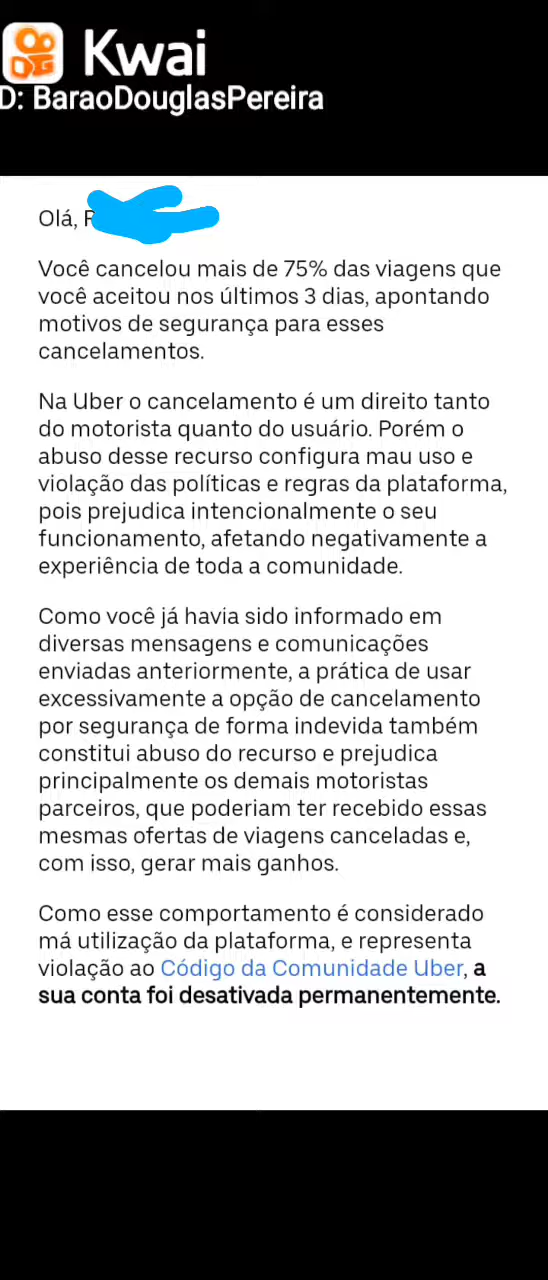 Kwai
D: BaraoDouglasPereira
Olá,
Você cancelou mais de 75% das viagens que
você aceitou nos últimos 3 dias, apontando
motivos de segurança para esses
cancelamentos.
Na Uber o cancelamento é um direito tanto
do motorista quanto do usuário. Porém o
abuso desse recurso configura mau uso e
violação das políticas e regras da plataforma,
pois prejudica intencionalmente o seu
funcionamento, afetando negativamente a
experiência de toda a comunidade.
Como você já havia sido informado em
diversas mensagens e comunicações
enviadas anteriormente, a prática de usar
excessivamente a opção de cancelamento
por segurança de forma indevida também
constitui abuso do recurso e prejudica
principalmente os demais motoristas
parceiros, que poderiam ter recebido essas
mesmas ofertas de viagens canceladas e,
com isso, gerar mais ganhos.
Como esse comportamento é considerado
má utilização da plataforma, e representa
violação ao Código da Comunidade Uber, a
sua conta foi desativada permanentemente.